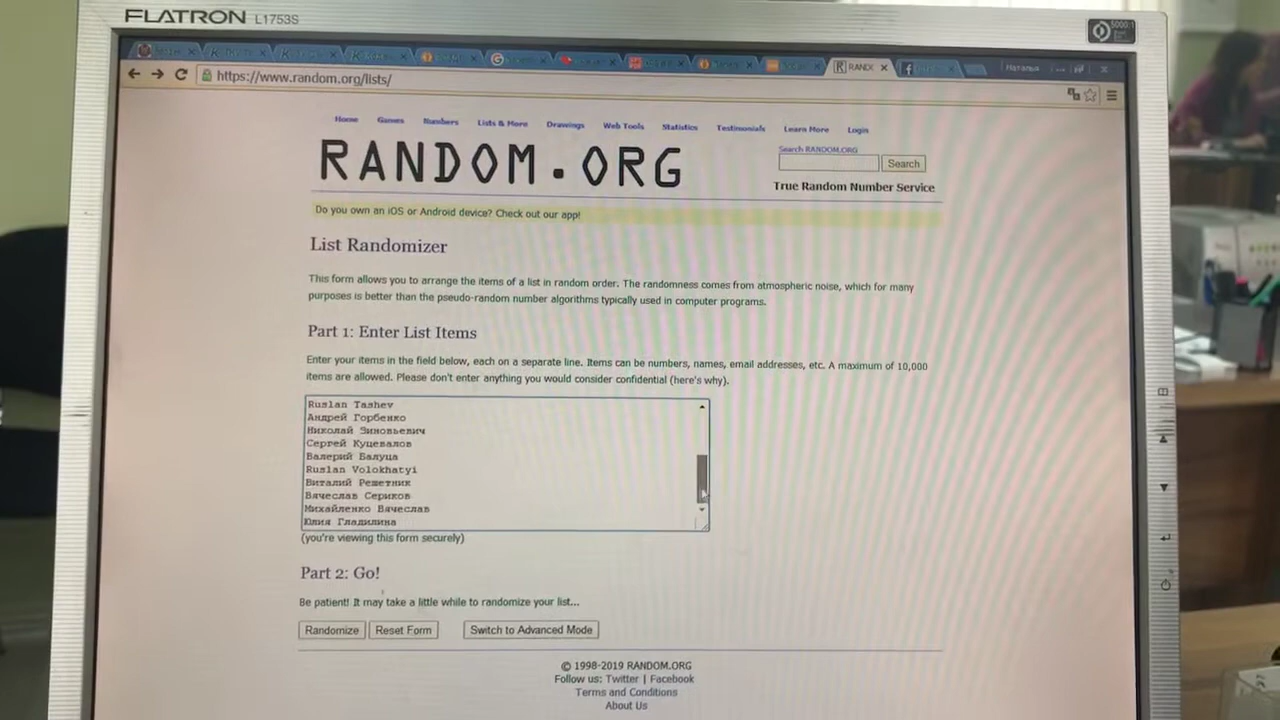 FLATRON L1753S
5000:1
RAND
Наталья
https://www.random.org/lists/
Home Games Numbers Lists & More Drawings Web Tools Statistics Testimonials Learn More Login
RANDOM.ORG
Search RANDOM.ORG
Search
True Random Number Service
Do you own an iOS or Android device? Check out our app!
List Randomizer
This form allows you to arrange the items of a list in random order. The randomness comes from atmospheric noise, which for many
purposes is better than the pseudo-random number algorithms typically used in computer programs.
Part 1: Enter List Items
Enter your items in the field below, each on a separate line. Items can be numbers, names, email addresses, etc. A maximum of 10,000
items are allowed. Please don't enter anything you would consider confidential (here's why).
Ruslan Tashev
Андрей Горбенко
Николай Зиновьевич
Сергей Куцевалов
Валерий Балуца
Ruslan Volokhatyi
Виталий Решетник
Вячеслав Сериков
Михайленко Вячеслав
Юлия Гладилина
(you're viewing this form securely)
Part 2: Go!
Be patient! It may take a little while to randomize your list...
Randomize Reset Form Switch to Advanced Mode
© 1998-2019 RANDOM.ORG
Follow us: Twitter | Facebook
Terms and Conditions
About Us